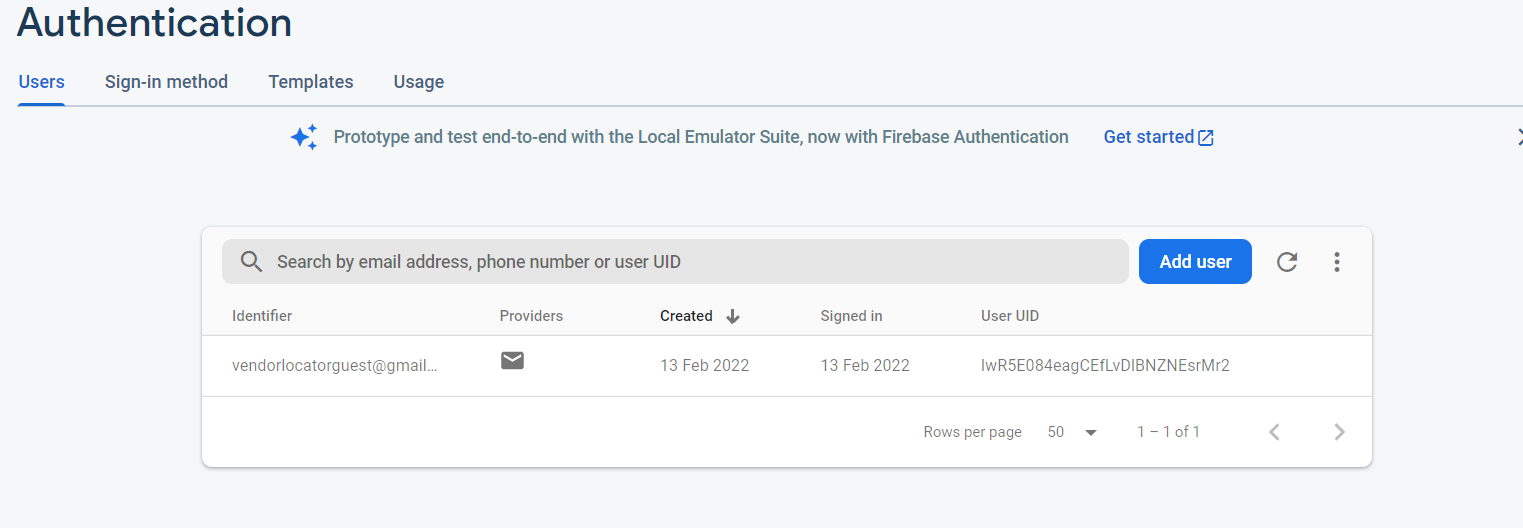 Authentication
Users Sign-in method Templates Usage
Prototype and test end-to-end with the Local Emulator Suite, now with Firebase Authentication Get started
Search by email address, phone number or user UID Add user
Identifier Providers Created Signed in User UID
vendorlocatorguest@gmail... 13 Feb 2022 13 Feb 2022 IwR5E084eagCEfLvDIBNZNEsrMr2
Rows per page 50 1 – 1 of 1